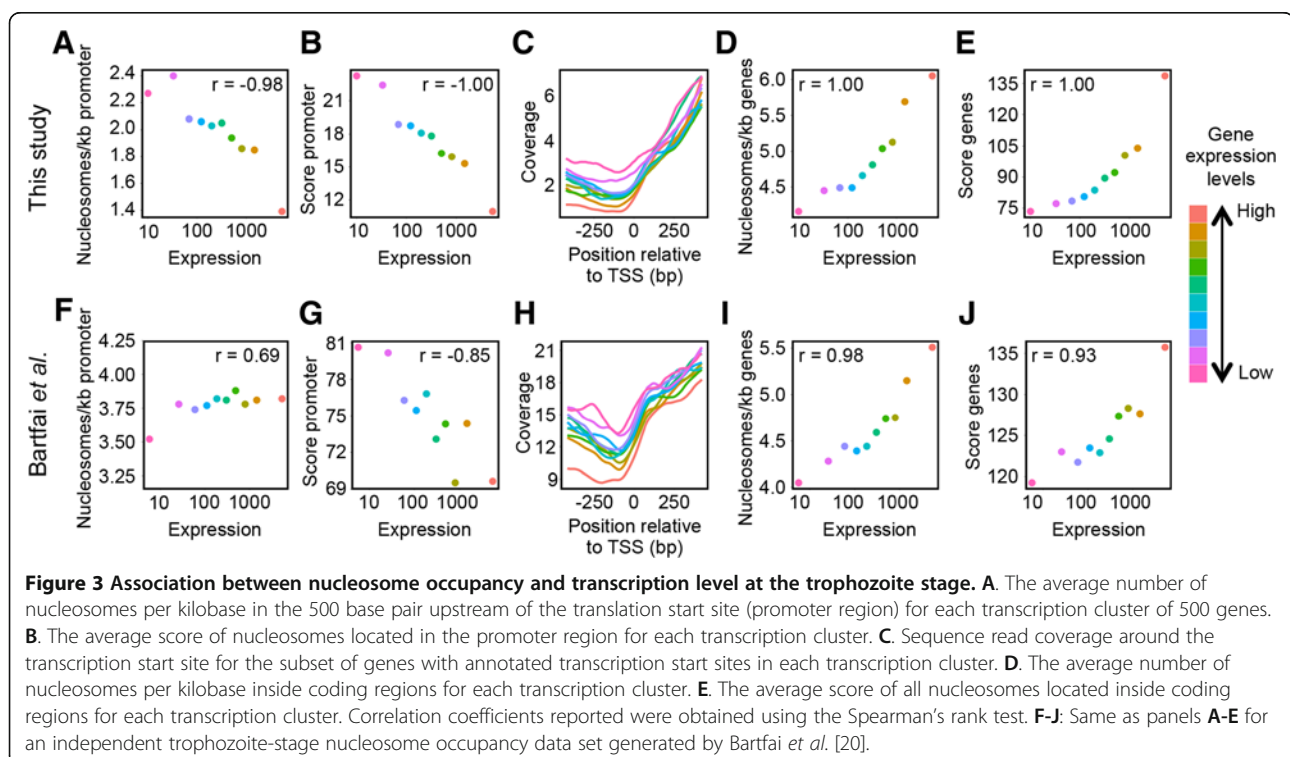 A
This study
Nucleosomes/kb promoter
2.4
2.2
2.0
1.8
1.6
1.4
r = -0.98
10 100 1000
Expression
B
Score promoter
21
18
15
12
r = -1.00
10 100 1000
Expression
C
Coverage
6
4
2
-250 0 250
Position relative
to TSS (bp)
D
Nucleosomes/kb genes
6.0
5.5
5.0
4.5
r = 1.00
10 100 1000
Expression
E
Score genes
135
120
105
90
75
r = 1.00
10 100 1000
Expression
Gene
expression
levels
High
Low
F
Bartfai et al.
Nucleosomes/kb promoter
4.25
4.00
3.75
3.50
3.25
r = 0.69
10 100 1000
Expression
G
Score promoter
81
78
75
72
69
r = -0.85
10 100 1000
Expression
H
Coverage
21
18
15
12
9
-250 0 250
Position relative
to TSS (bp)
I
Nucleosomes/kb genes
5.5
5.0
4.5
4.0
r = 0.98
10 100 1000
Expression
J
Score genes
135
130
125
120
r = 0.93
10 100 1000
Expression
Figure 3 Association between nucleosome occupancy and transcription level at the trophozoite stage. A. The average number of
nucleosomes per kilobase in the 500 base pair upstream of the translation start site (promoter region) for each transcription cluster of 500 genes.
B. The average score of nucleosomes located in the promoter region for each transcription cluster. C. Sequence read coverage around the
transcription start site for the subset of genes with annotated transcription start sites in each transcription cluster. D. The average number of
nucleosomes per kilobase inside coding regions for each transcription cluster. E. The average score of all nucleosomes located inside coding
regions for each transcription cluster. Correlation coefficients reported were obtained using the Spearman's rank test. F-J: Same as panels A-E for
an independent trophozoite-stage nucleosome occupancy data set generated by Bartfai et al. [20].